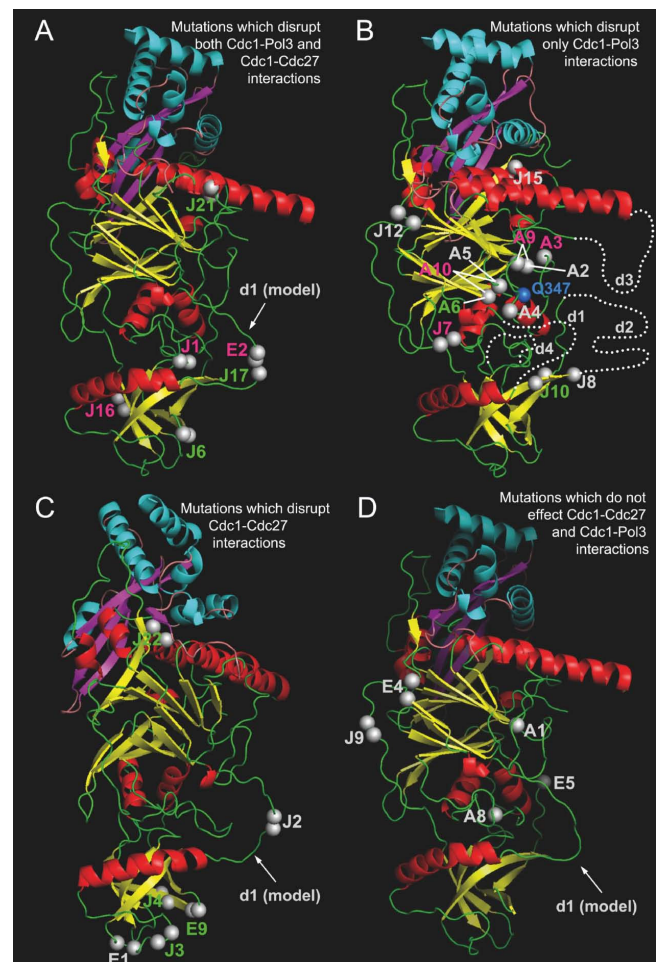 A
Mutations which disrupt
both Cdc1-Pol3 and
Cdc1-Cdc27
interactions
J21
d1 (model)
J1
E2
J17
J16
J6
B
Mutations which disrupt
only Cdc1-Pol3
interactions
J15
J12
A9
A3
A5
A10
A2
d3
Q347
A6
A4
d1
J7
d2
d4
J10
J8
C
Mutations which disrupt
Cdc1-Cdc27
interactions
J22
J2
d1 (model)
J4
E9
J3
E1
D
Mutations which do not
effect Cdc1-Cdc27
and Cdc1-Pol3
interactions
E4
J9
A1
E5
A8
d1 (model)